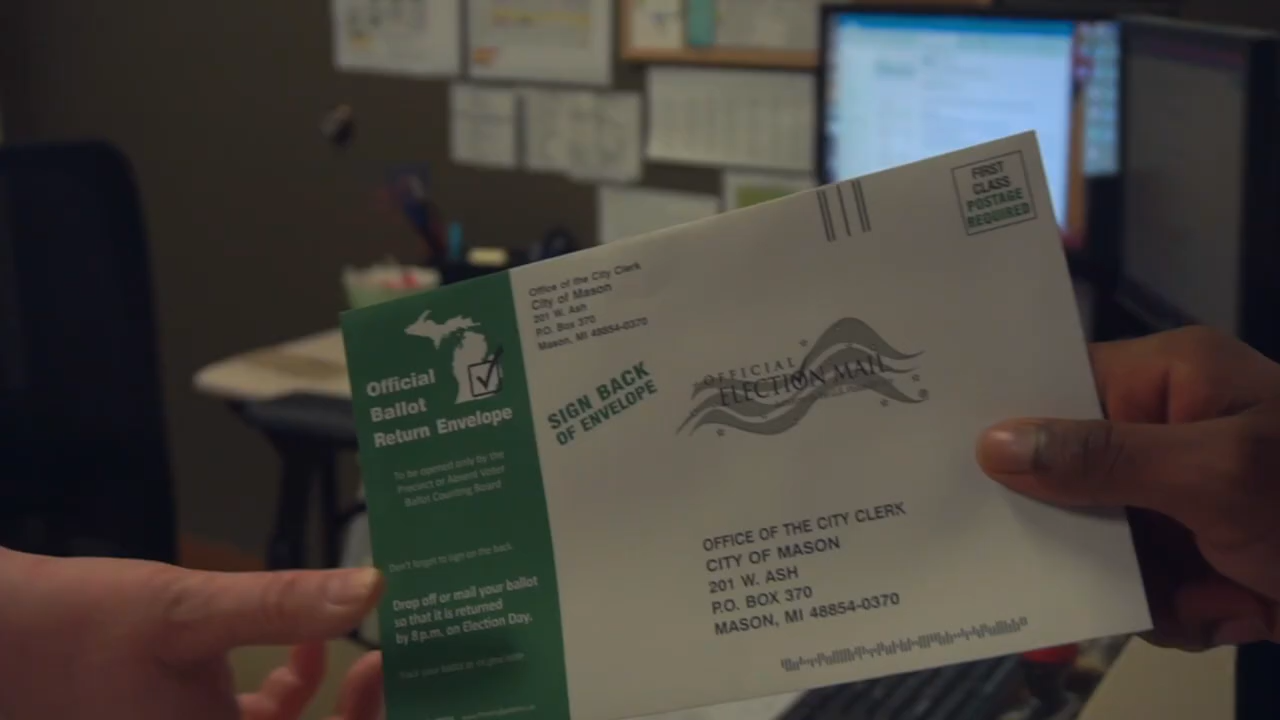 FIRST
CLASS
POSTAGE
REQUIRED
Office of the City Clerk
City of Mason
201 W. Ash
P.O. Box 370
Mason, MI 48854-0370
Official
Ballot
Return Envelope
SIGN BACK
OF ENVELOPE
OFFICIAL
ELECTION MAIL
To be opened only by the
Precinct or Absent Voter
Ballot Counting Board
Don't forget to sign on the back.
Drop off or mail your ballot
so that it is returned
by 8 p.m. on Election Day.
OFFICE OF THE CITY CLERK
CITY OF MASON
201 W. ASH
P.O. BOX 370
MASON, MI 48854-0370